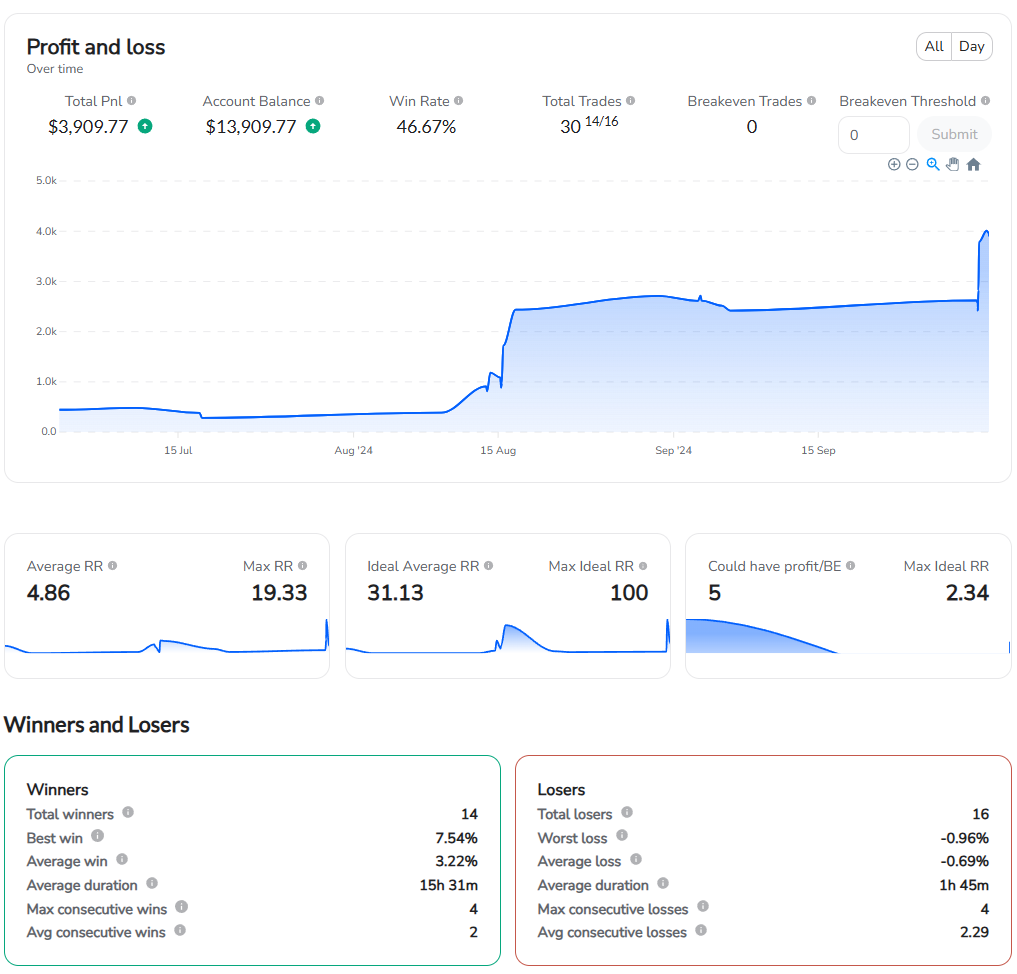 Profit and loss
Over time
All Day
Total Pnl Account Balance Win Rate Total Trades Breakeven Trades Breakeven Threshold
$3,909.77 $13,909.77 46.67% 30 14/16 0 0 Submit
5.0k
4.0k
3.0k
2.0k
1.0k
0.0
15 Jul Aug '24 15 Aug Sep '24 15 Sep
Average RR Max RR
4.86 19.33
Ideal Average RR Max Ideal RR
31.13 100
Could have profit/BE Max Ideal RR
5 2.34
Winners and Losers
Winners
Total winners 14
Best win 7.54%
Average win 3.22%
Average duration 15h 31m
Max consecutive wins 4
Avg consecutive wins 2
Losers
Total losers 16
Worst loss -0.96%
Average loss -0.69%
Average duration 1h 45m
Max consecutive losses 4
Avg consecutive losses 2.29